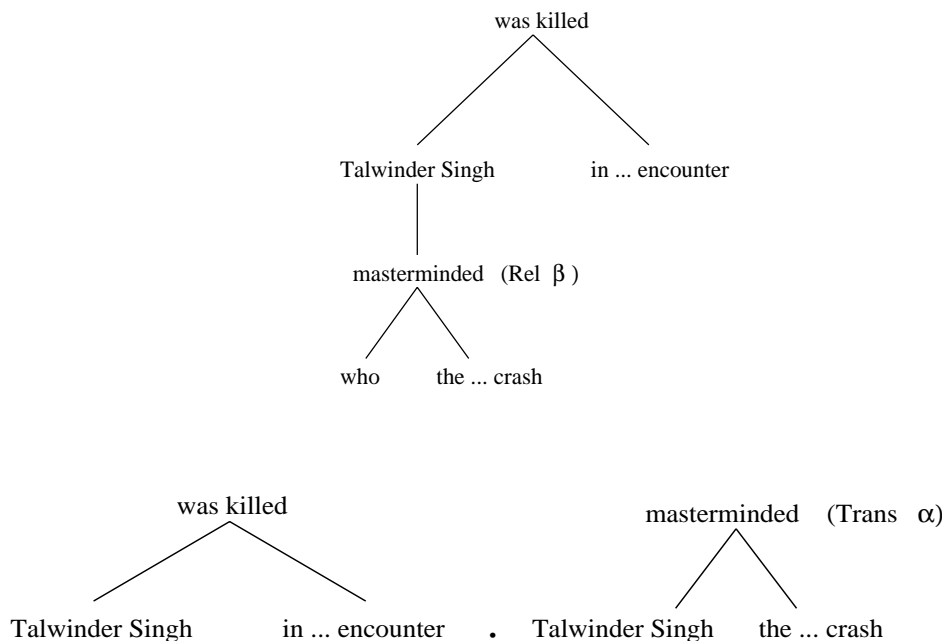 was killed
Talwinder Singh in ... encounter
masterminded (Rel β )
who the ... crash
was killed masterminded (Trans α)
Talwinder Singh in ... encounter . Talwinder Singh the ... crash